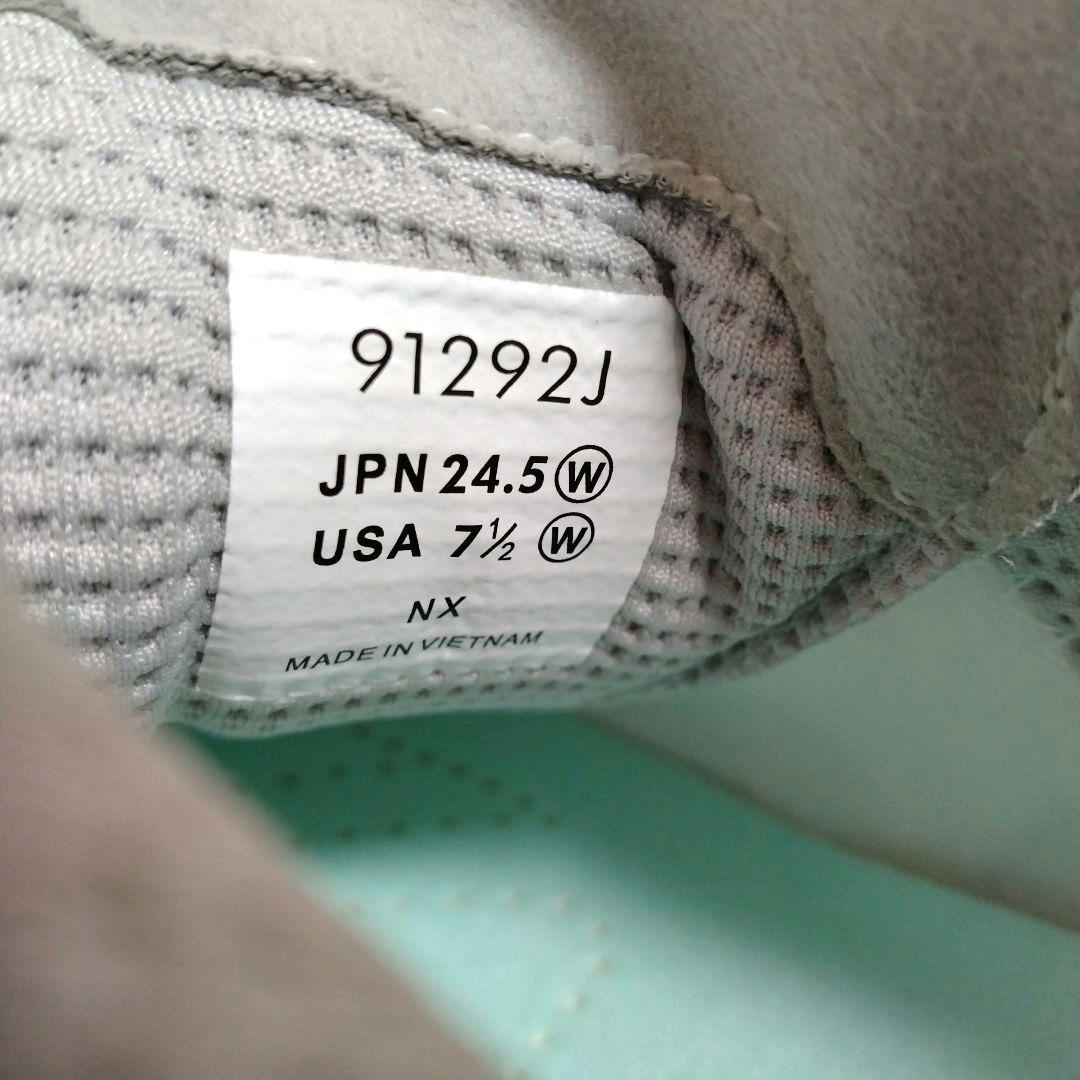 91292J
JPN 24.5 Ⓦ
USA 7½ Ⓦ
NX
MADE IN VIETNAM